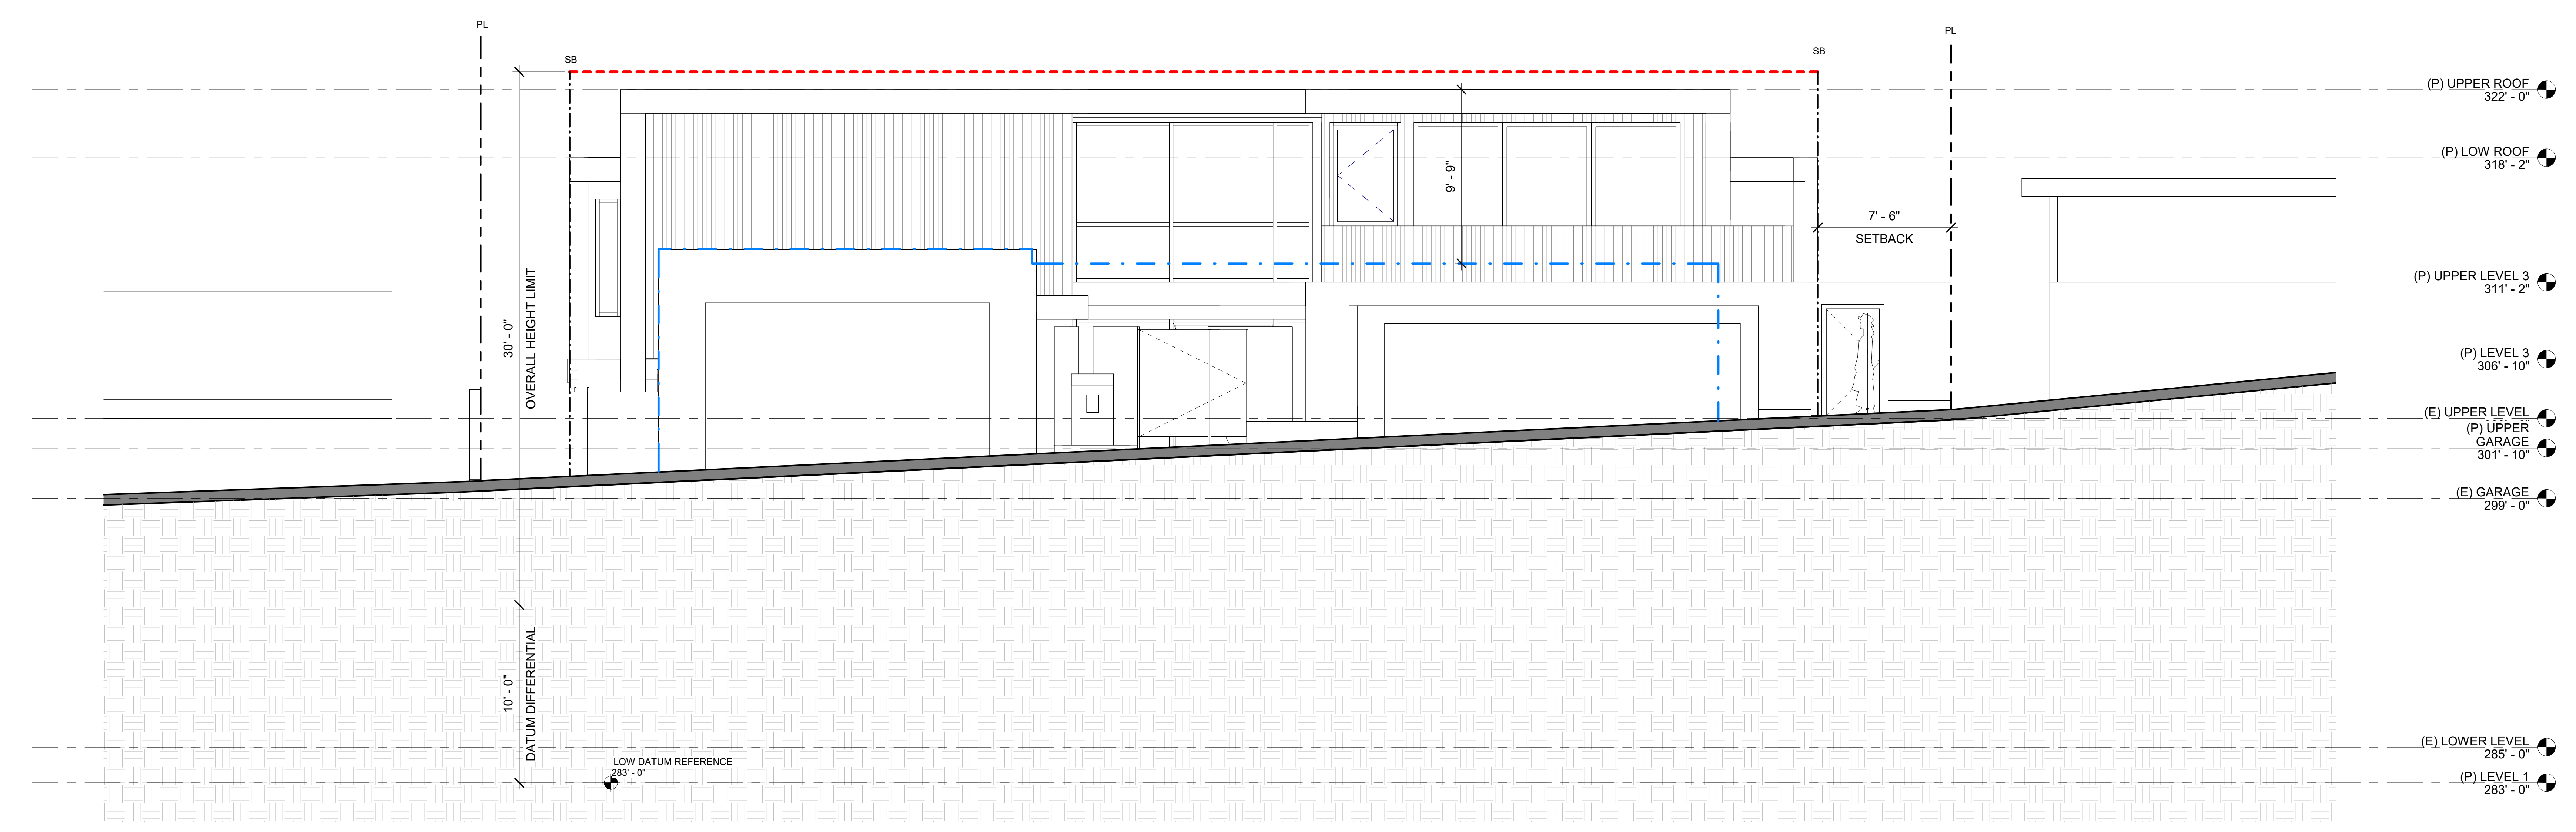 PL
PL
SB
SB
(P) UPPER ROOF
322' - 0"
(P) LOW ROOF
318' - 2"
9' - 9"
7' - 6"
SETBACK
(P) UPPER LEVEL 3
311' - 2"
30' - 0"
OVERALL HEIGHT LIMIT
(P) LEVEL 3
306' - 10"
(E) UPPER LEVEL
(P) UPPER
GARAGE
301' - 10"
(E) GARAGE
299' - 0"
10' - 0"
DATUM DIFFERENTIAL
(E) LOWER LEVEL
285' - 0"
LOW DATUM REFERENCE
283' - 0"
(P) LEVEL 1
283' - 0"